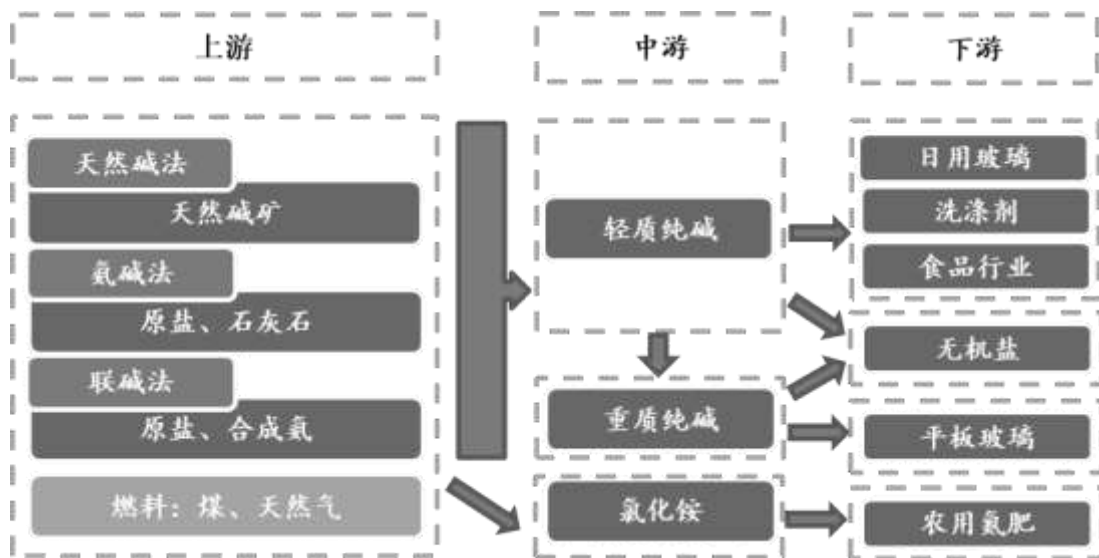 上游
中游
下游
天然碱法
天然碱矿
氨碱法
原盐、石灰石
联碱法
原盐、合成氨
燃料：煤、天然气
轻质纯碱
重质纯碱
氯化铵
日用玻璃
洗涤剂
食品行业
无机盐
平板玻璃
农用氮肥